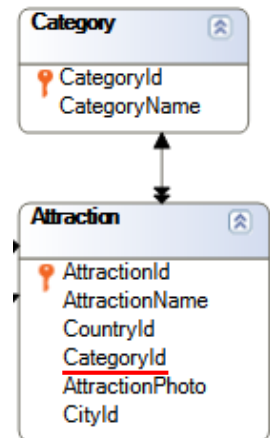 Category
CategoryId
CategoryName
Attraction
AttractionId
AttractionName
CountryId
CategoryId
AttractionPhoto
CityId